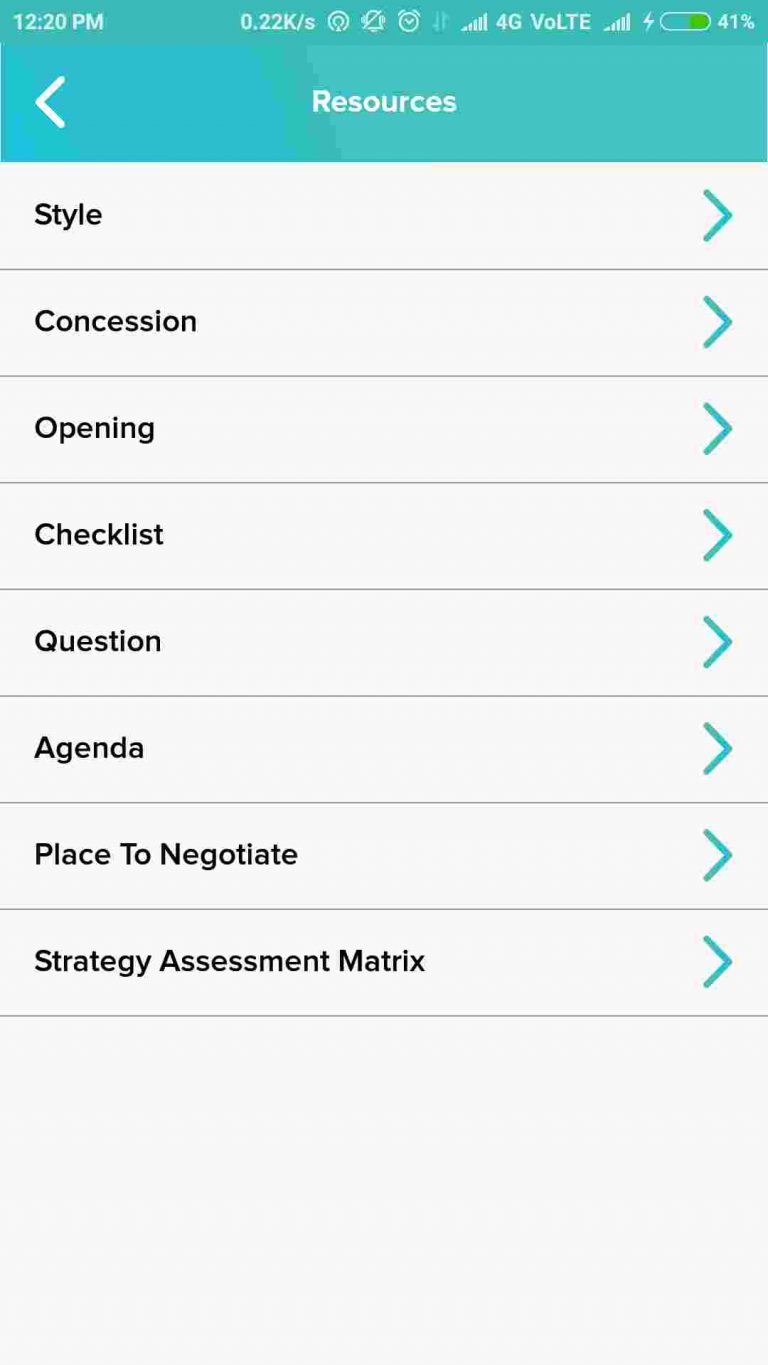 12:20 PM 0.22K/s 4G VoLTE 41%
Resources
Style
Concession
Opening
Checklist
Question
Agenda
Place To Negotiate
Strategy Assessment Matrix